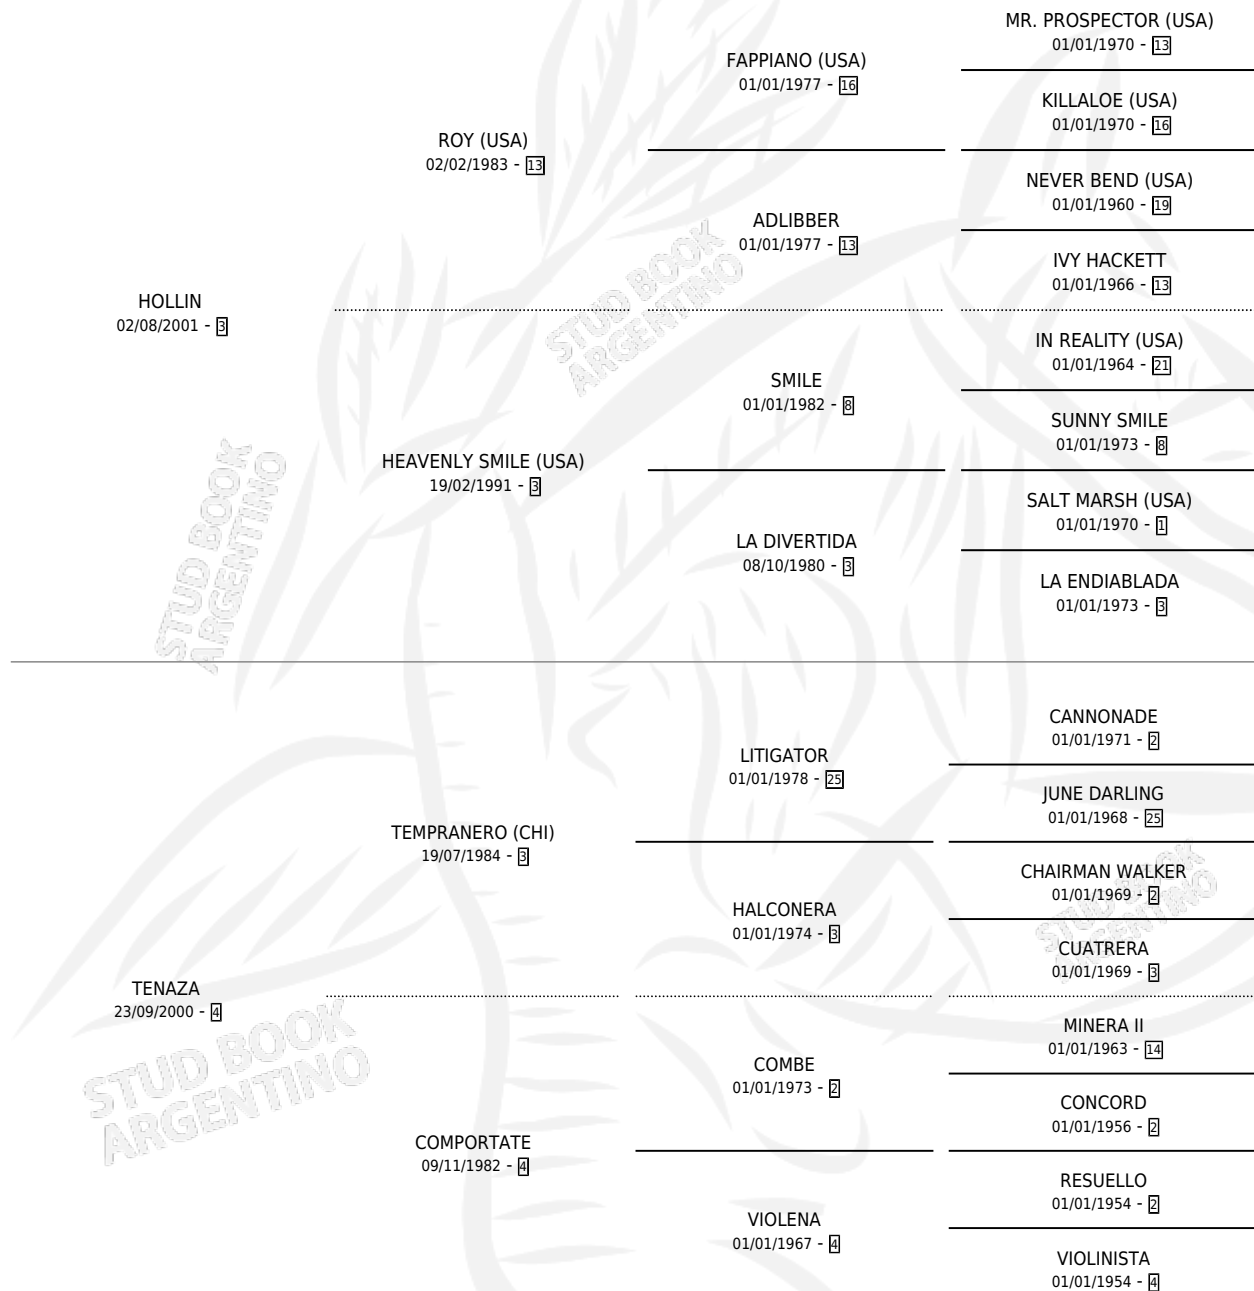 MR. PROSPECTOR (USA)
01/01/1970 - 13
FAPPIANO (USA)
01/01/1977 - 16
KILLALOE (USA)
01/01/1970 - 16
ROY (USA)
02/02/1983 - 13
NEVER BEND (USA)
01/01/1960 - 19
ADLIBBER
01/01/1977 - 13
IVY HACKETT
01/01/1966 - 13
HOLLIN
02/08/2001 - 3
IN REALITY (USA)
01/01/1964 - 21
SMILE
01/01/1982 - 8
SUNNY SMILE
01/01/1973 - 8
HEAVENLY SMILE (USA)
19/02/1991 - 3
SALT MARSH (USA)
01/01/1970 - 1
LA DIVERTIDA
08/10/1980 - 3
LA ENDIABLADA
01/01/1973 - 3
CANNONADE
01/01/1971 - 2
LITIGATOR
01/01/1978 - 25
JUNE DARLING
01/01/1968 - 25
TEMPRANERO (CHI)
19/07/1984 - 3
CHAIRMAN WALKER
01/01/1969 - 2
HALCONERA
01/01/1974 - 3
CUATRERA
01/01/1969 - 3
TENAZA
23/09/2000 - 4
MINERA II
01/01/1963 - 14
COMBE
01/01/1973 - 2
CONCORD
01/01/1956 - 2
COMPORTATE
09/11/1982 - 4
RESUELLO
01/01/1954 - 2
VIOLENA
01/01/1967 - 4
VIOLINISTA
01/01/1954 - 4
STUD BOOK
ARGENTINO
STUD BOOK
ARGENTINO
STUD BOOK
ARGENTINO
STUD BOOK
ARGENTINO